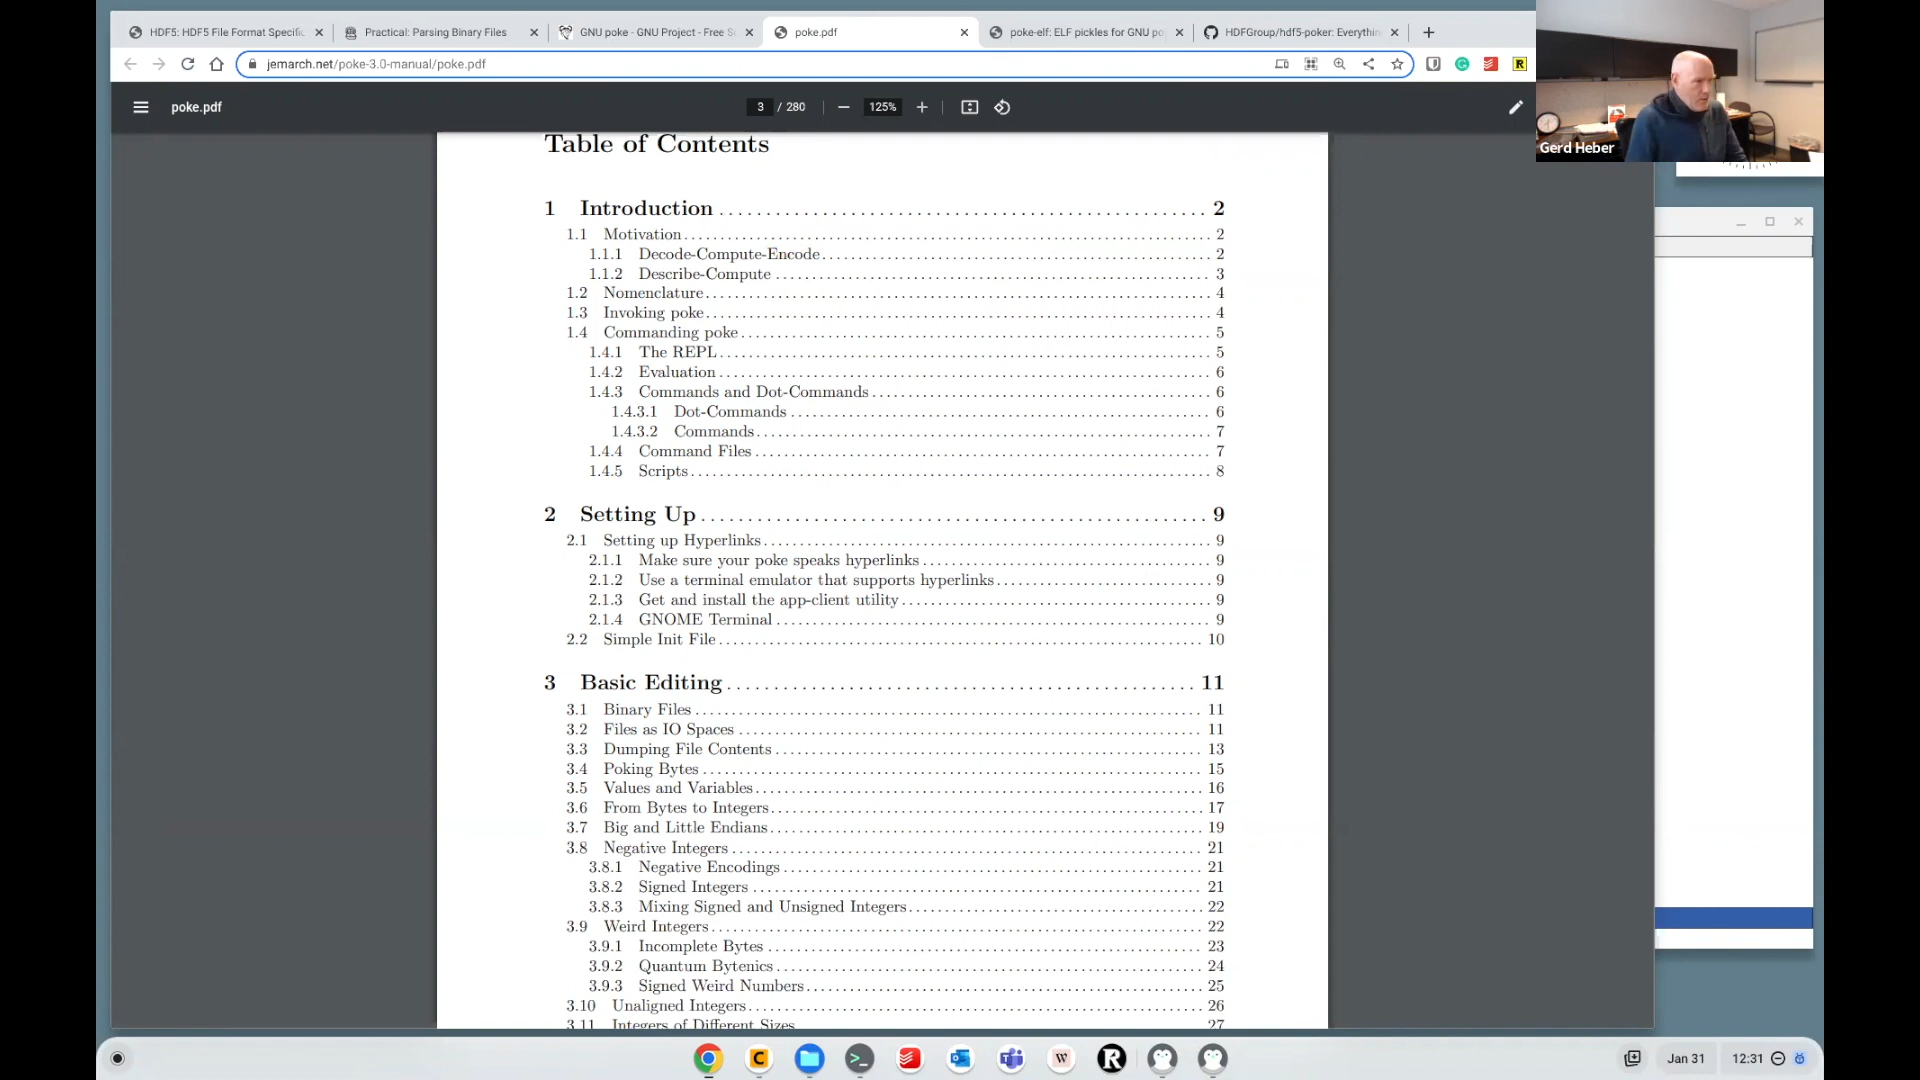 HDF5: HDF5 File Format Specific
Practical: Parsing Binary Files
GNU poke - GNU Project - Free S
poke.pdf
poke-elf: ELF pickles for GNU po
HDFGroup/hdf5-poker: Everythin
jemarch.net/poke-3.0-manual/poke.pdf
poke.pdf
3 / 280
125%
Gerd Heber
Table of Contents
1 Introduction 2
1.1 Motivation 2
1.1.1 Decode-Compute-Encode 2
1.1.2 Describe-Compute 3
1.2 Nomenclature 4
1.3 Invoking poke 4
1.4 Commanding poke 5
1.4.1 The REPL 5
1.4.2 Evaluation 6
1.4.3 Commands and Dot-Commands 6
1.4.3.1 Dot-Commands 6
1.4.3.2 Commands 7
1.4.4 Command Files 7
1.4.5 Scripts 8
2 Setting Up 9
2.1 Setting up Hyperlinks 9
2.1.1 Make sure your poke speaks hyperlinks 9
2.1.2 Use a terminal emulator that supports hyperlinks 9
2.1.3 Get and install the app-client utility 9
2.1.4 GNOME Terminal 9
2.2 Simple Init File 10
3 Basic Editing 11
3.1 Binary Files 11
3.2 Files as IO Spaces 11
3.3 Dumping File Contents 13
3.4 Poking Bytes 15
3.5 Values and Variables 16
3.6 From Bytes to Integers 17
3.7 Big and Little Endians 19
3.8 Negative Integers 21
3.8.1 Negative Encodings 21
3.8.2 Signed Integers 21
3.8.3 Mixing Signed and Unsigned Integers 22
3.9 Weird Integers 22
3.9.1 Incomplete Bytes 23
3.9.2 Quantum Bytenics 24
3.9.3 Signed Weird Numbers 25
3.10 Unaligned Integers 26
3.11 Integers of Different Sizes 27
Jan 31
12:31